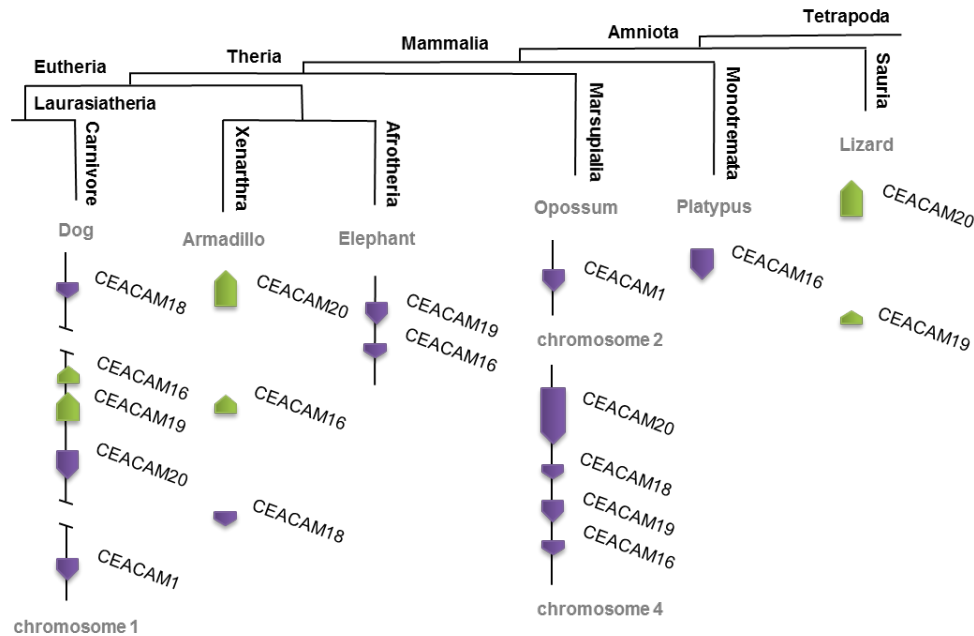 Tetrapoda
Amniota
Mammalia
Theria
Eutheria
Laurasiatheria
Carnivore
Xenarthra
Afrotheria
Marsupialia
Monotremata
Sauria
Dog
CEACAM18
CEACAM16
CEACAM19
CEACAM20
CEACAM1
chromosome 1
Armadillo
CEACAM20
CEACAM16
CEACAM18
Elephant
CEACAM19
CEACAM16
Opossum
CEACAM1
chromosome 2
CEACAM20
CEACAM18
CEACAM19
CEACAM16
chromosome 4
Platypus
CEACAM16
Lizard
CEACAM20
CEACAM19